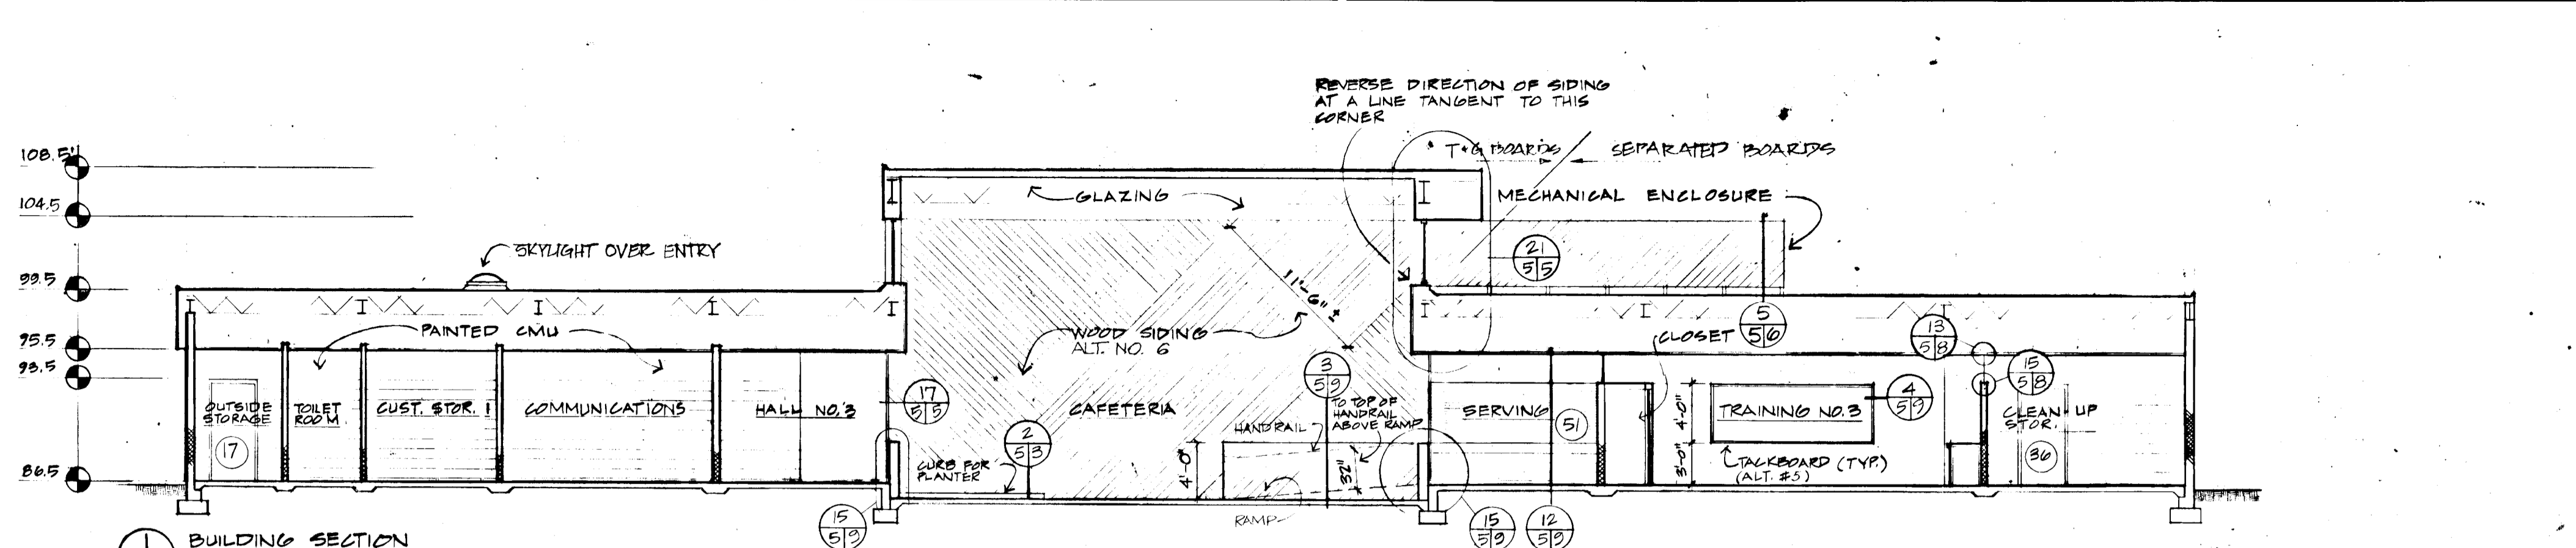 REVERSE DIRECTION OF SIDING
AT A LINE TANGENT TO THIS
CORNER
T+G BOARDS
SEPARATED BOARDS
108.5'
104.5
99.5
95.5
93.5
86.5
GLAZING
MECHANICAL ENCLOSURE
SKYLIGHT OVER ENTRY
21
5|5
11'-6"±
PAINTED CMU
WOOD SIDING
ALT. NO. 6
CLOSET
5
5|6
13
5|8
15
5|8
3
5|9
4
5|9
17
5|5
OUTSIDE
STORAGE
17
TOILET
ROOM
CUST. STOR. 1
COMMUNICATIONS
HALL NO. 3
CAFETERIA
TO TOP OF
HANDRAIL
ABOVE RAMP
HANDRAIL
SERVING
51
4'-0"
3'-0"
TRAINING NO. 3
CLEAN-UP
STOR.
36
2
5|3
CURB FOR
PLANTER
4'-0"
32"
TACKBOARD (TYP.)
(ALT. #5)
RAMP
15
5|9
15
5|9
12
5|9
1
BUILDING SECTION